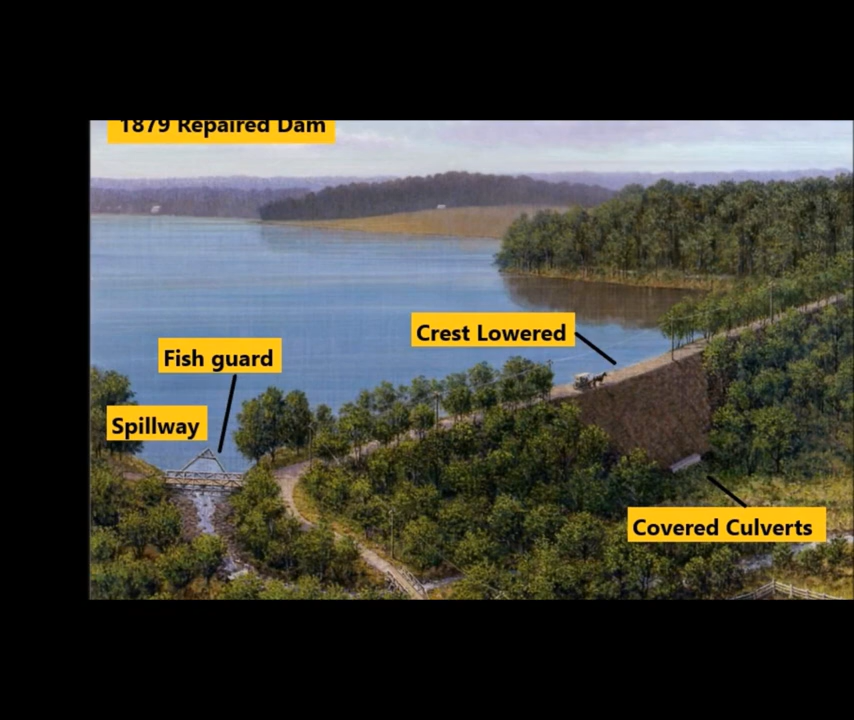 1879 Repaired Dam
Crest Lowered
Fish guard
Spillway
Covered Culverts